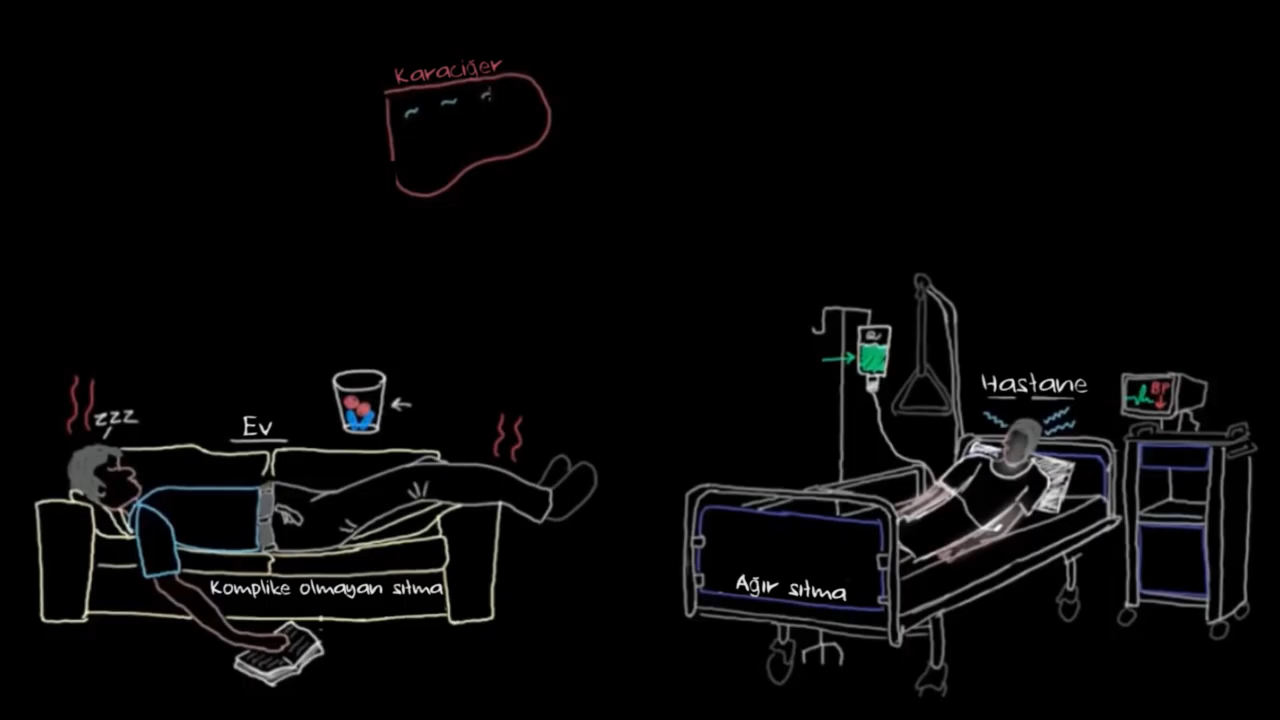 Karaciğer
zzz
Ev
Komplike olmayan sıtma
Hastane
BP
Ağır sıtma